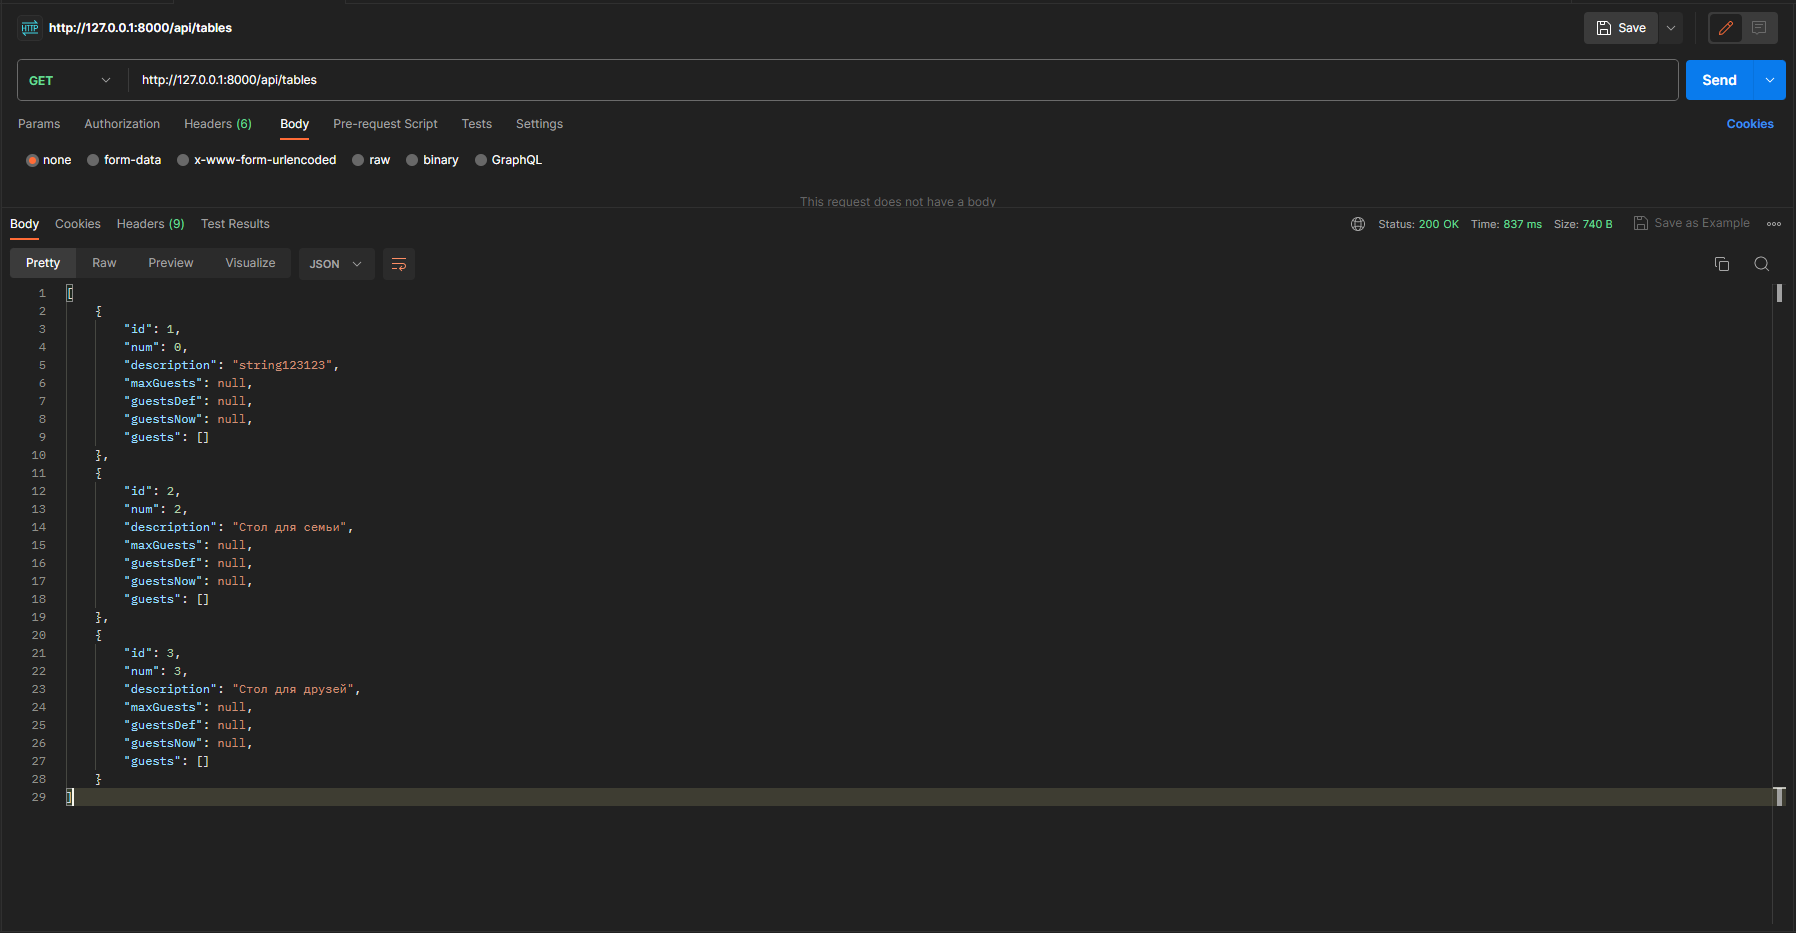 HTTP http://127.0.0.1:8000/api/tables Save
GET http://127.0.0.1:8000/api/tables Send
Params Authorization Headers (6) Body Pre-request Script Tests Settings Cookies
none form-data x-www-form-urlencoded raw binary GraphQL
This request does not have a body
Body Cookies Headers (9) Test Results Status: 200 OK Time: 837 ms Size: 740 B Save as Example
Pretty Raw Preview Visualize JSON
1 [
2 {
3 "id": 1,
4 "num": 0,
5 "description": "string123123",
6 "maxGuests": null,
7 "guestsDef": null,
8 "guestsNow": null,
9 "guests": []
10 },
11 {
12 "id": 2,
13 "num": 2,
14 "description": "Стол для семьи",
15 "maxGuests": null,
16 "guestsDef": null,
17 "guestsNow": null,
18 "guests": []
19 },
20 {
21 "id": 3,
22 "num": 3,
23 "description": "Стол для друзей",
24 "maxGuests": null,
25 "guestsDef": null,
26 "guestsNow": null,
27 "guests": []
28 }
29 ]